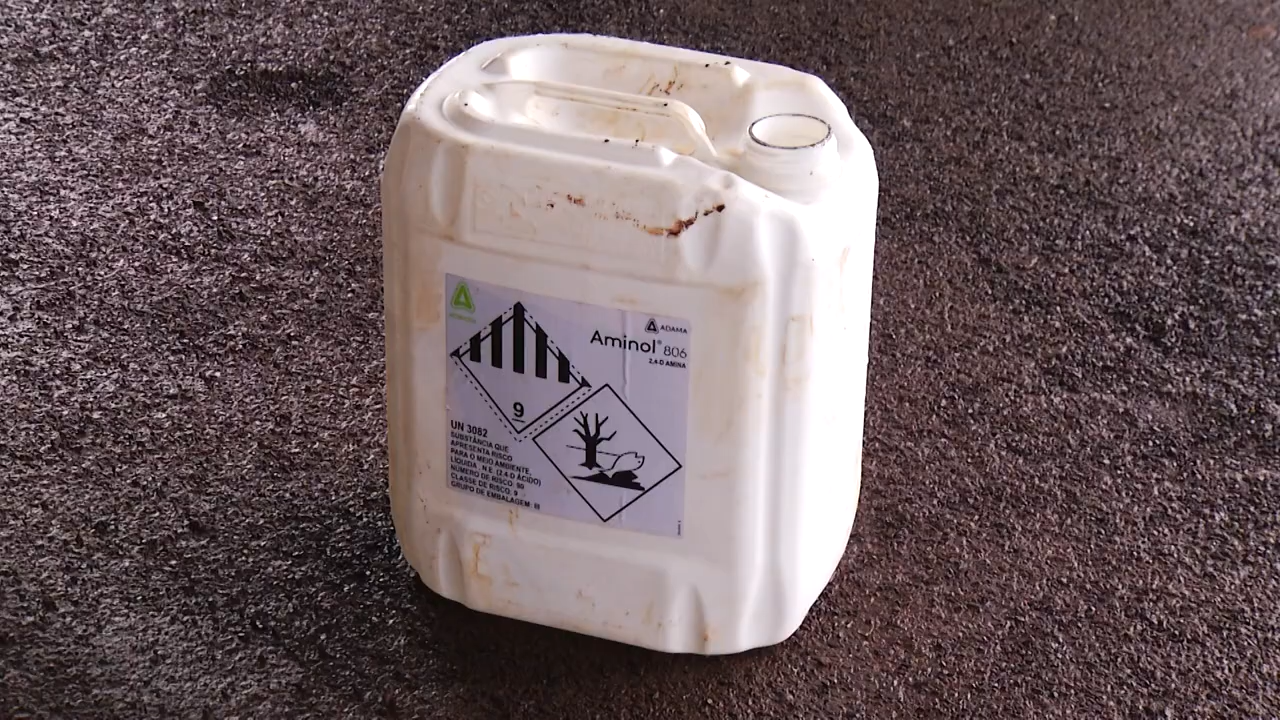 ADAMA
Aminol® 806
2,4-D AMINA
9
UN 3082
SUBSTÂNCIA QUE
APRESENTA RISCO
PARA O MEIO AMBIENTE,
LÍQUIDA , N.E. (2,4-D ÁCIDO)
NÚMERO DE RISCO: 90
CLASSE DE RISCO: 9
GRUPO DE EMBALAGEM: III